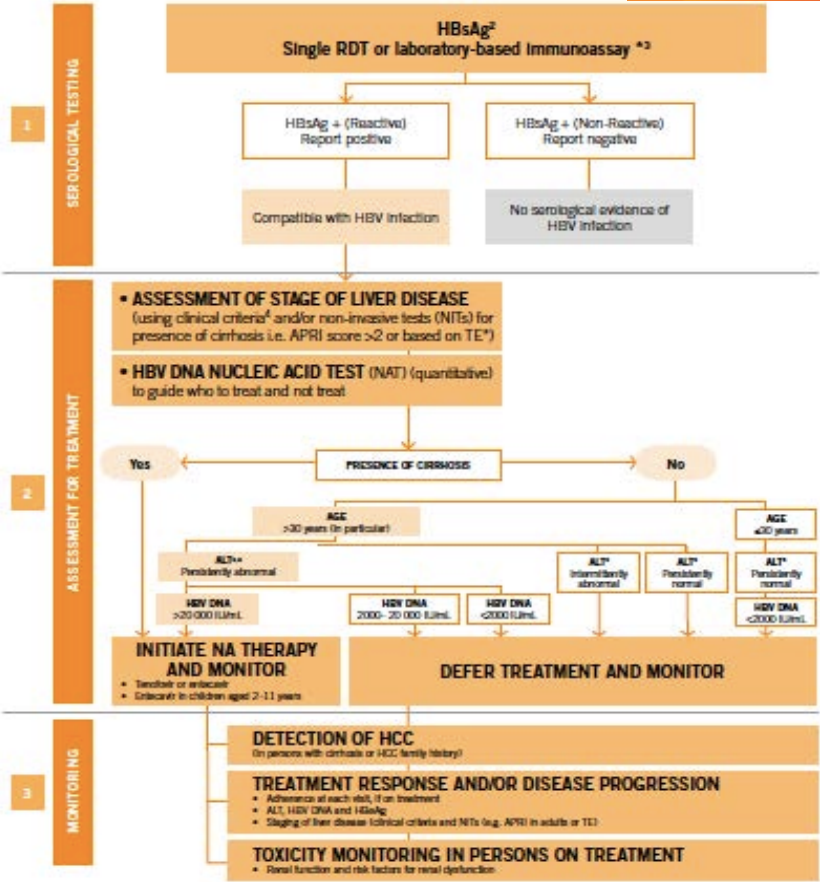 HBsAg²
Single RDT or laboratory-based immunoassay *³
1
SEROLOGICAL TESTING
HBsAg + (Reactive)
Report positive
HBsAg + (Non-Reactive)
Report negative
Compatible with HBV infection
No serological evidence of
HBV infection
2
ASSESSMENT FOR TREATMENT
• ASSESSMENT OF STAGE OF LIVER DISEASE
(using clinical criteria⁴ and/or non-invasive tests (NITs) for
presence of cirrhosis i.e. APRI score >2 or based on TE*)
• HBV DNA NUCLEIC ACID TEST (NAT) (quantitative)
to guide who to treat and not treat
Yes
PRESENCE OF CIRRHOSIS
No
AGE
>30 years (in particular)
AGE
≤30 years
ALT**
Persistently abnormal
ALT*
Intermittently
abnormal
ALT*
Persistently
normal
ALT*
Persistently
normal
HBV DNA
>20 000 IU/mL
HBV DNA
2000–20 000 IU/mL
HBV DNA
<2000 IU/mL
HBV DNA
<2000 IU/mL
INITIATE NA THERAPY
AND MONITOR
• Tenofovir or entecavir
• Entecavir in children aged 2–11 years
DEFER TREATMENT AND MONITOR
3
MONITORING
DETECTION OF HCC
(in persons with cirrhosis or HCC family history)
TREATMENT RESPONSE AND/OR DISEASE PROGRESSION
• Adherence at each visit, if on treatment
• ALT, HBV DNA and HBeAg
• Staging of liver disease (clinical criteria and NITs (e.g. APRI in adults or TE)
TOXICITY MONITORING IN PERSONS ON TREATMENT
• Renal function and risk factors for renal dysfunction